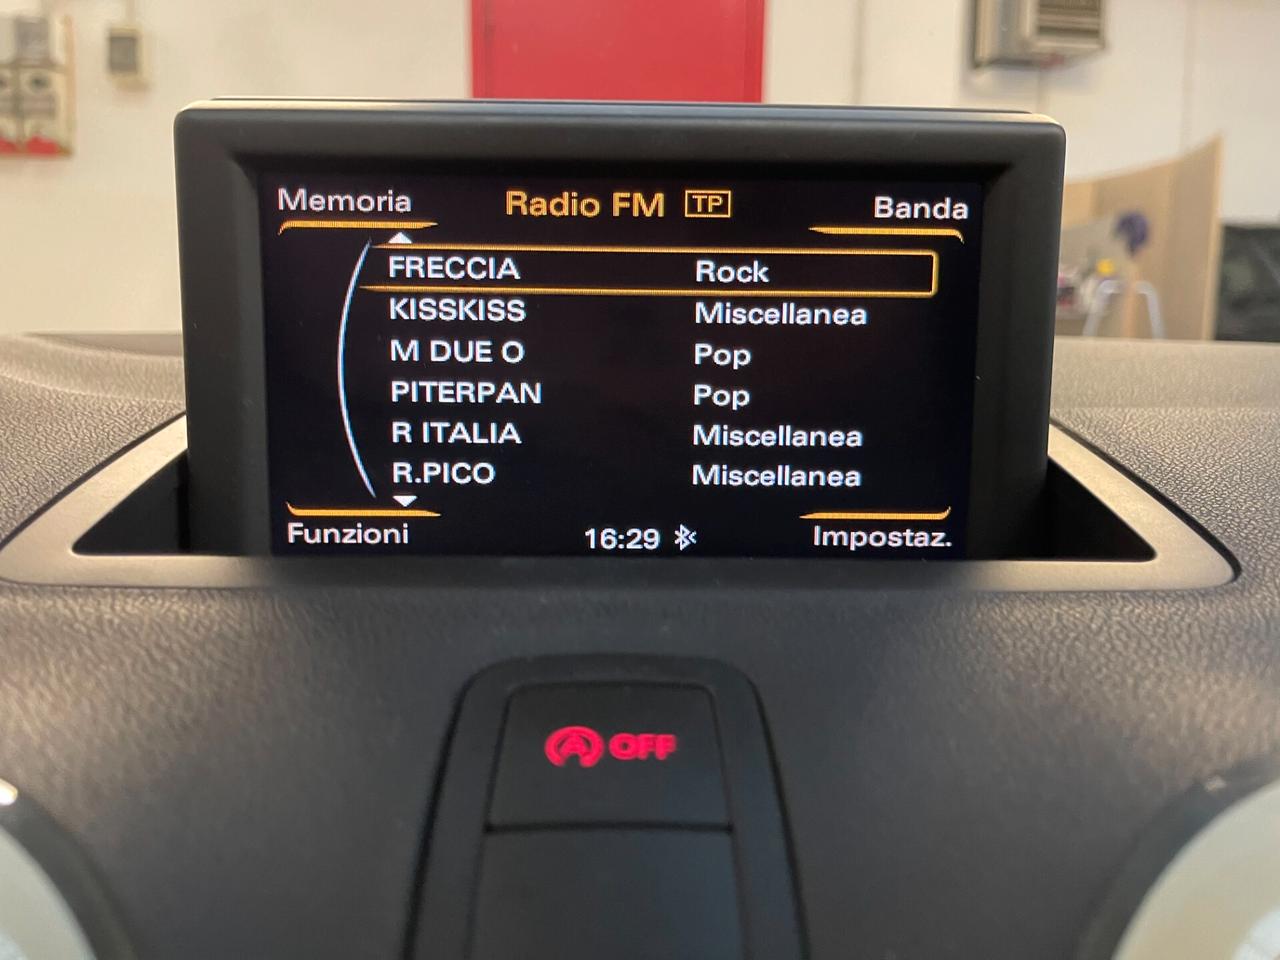 Memoria Radio FM TP Banda
FRECCIA Rock
KISSKISS Miscellanea
M DUE O Pop
PITERPAN Pop
R ITALIA Miscellanea
R.PICO Miscellanea
Funzioni 16:29 Impostaz.
A OFF